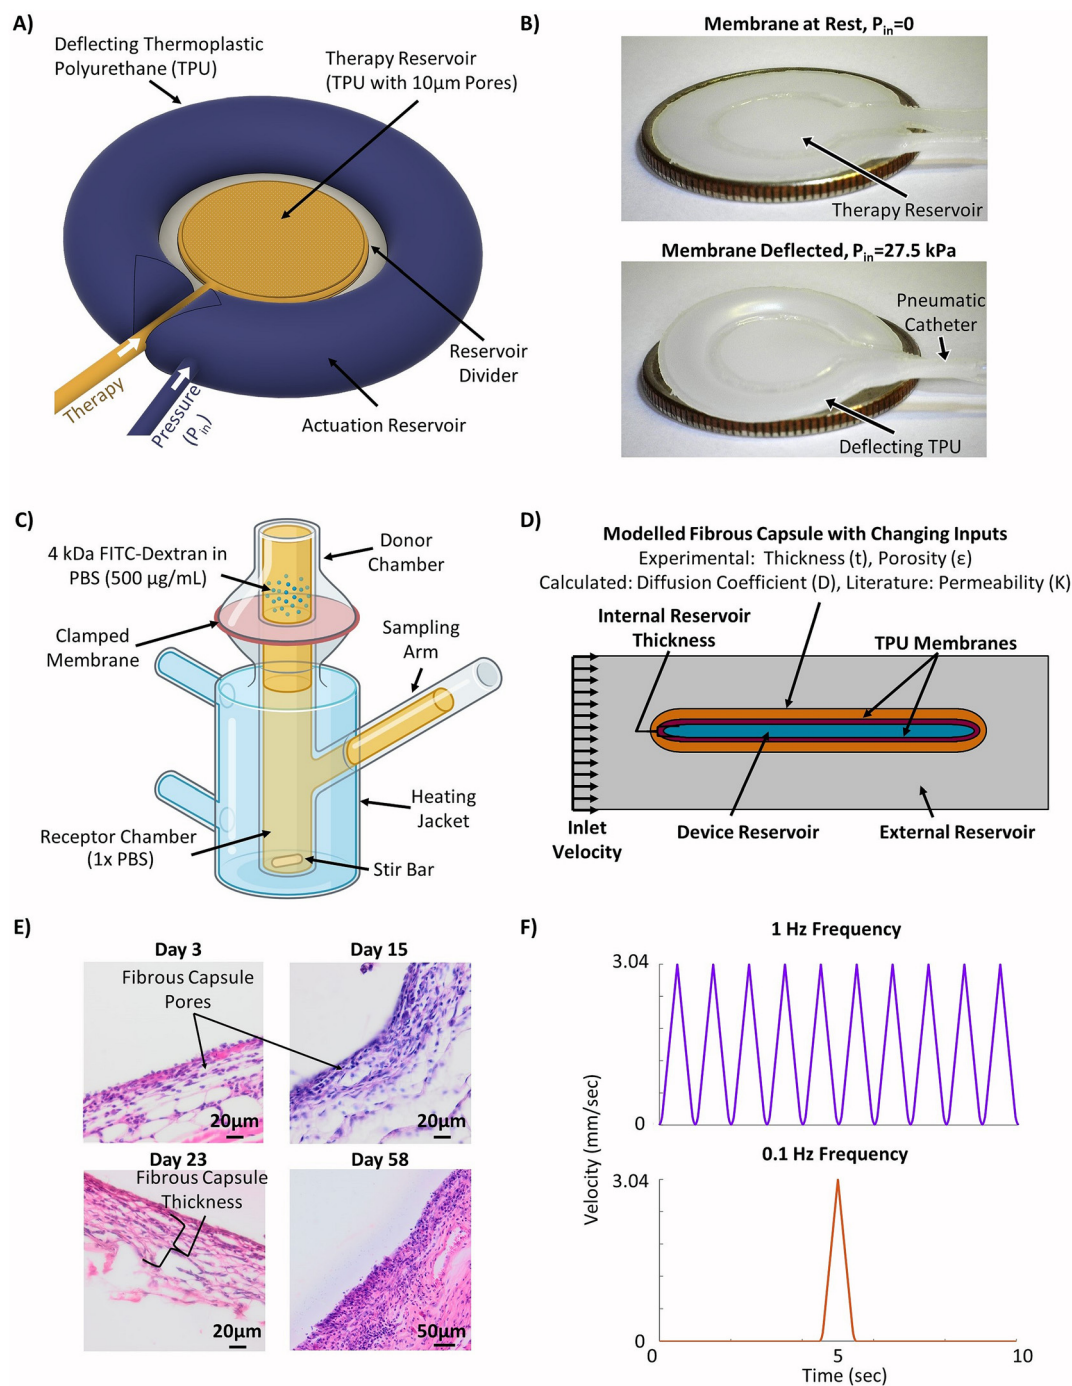 A)
Deflecting Thermoplastic
Polyurethane (TPU)
Therapy Reservoir
(TPU with 10µm Pores)
Reservoir
Divider
Actuation Reservoir
Therapy
Pressure
(Pin)
B)
Membrane at Rest, Pin=0
Therapy Reservoir
Membrane Deflected, Pin=27.5 kPa
Pneumatic
Catheter
Deflecting TPU
C)
4 kDa FITC-Dextran in
PBS (500 µg/mL)
Donor
Chamber
Clamped
Membrane
Sampling
Arm
Heating
Jacket
Receptor Chamber
(1x PBS)
Stir Bar
D)
Modelled Fibrous Capsule with Changing Inputs
Experimental: Thickness (t), Porosity (ε)
Calculated: Diffusion Coefficient (D), Literature: Permeability (K)
Internal Reservoir
Thickness
TPU Membranes
Inlet
Velocity
Device Reservoir
External Reservoir
E)
Day 3
Day 15
Fibrous Capsule
Pores
20µm
20µm
Day 23
Day 58
Fibrous Capsule
Thickness
20µm
50µm
F)
1 Hz Frequency
3.04
0
0.1 Hz Frequency
3.04
0
Velocity (mm/sec)
0
5
10
Time (sec)